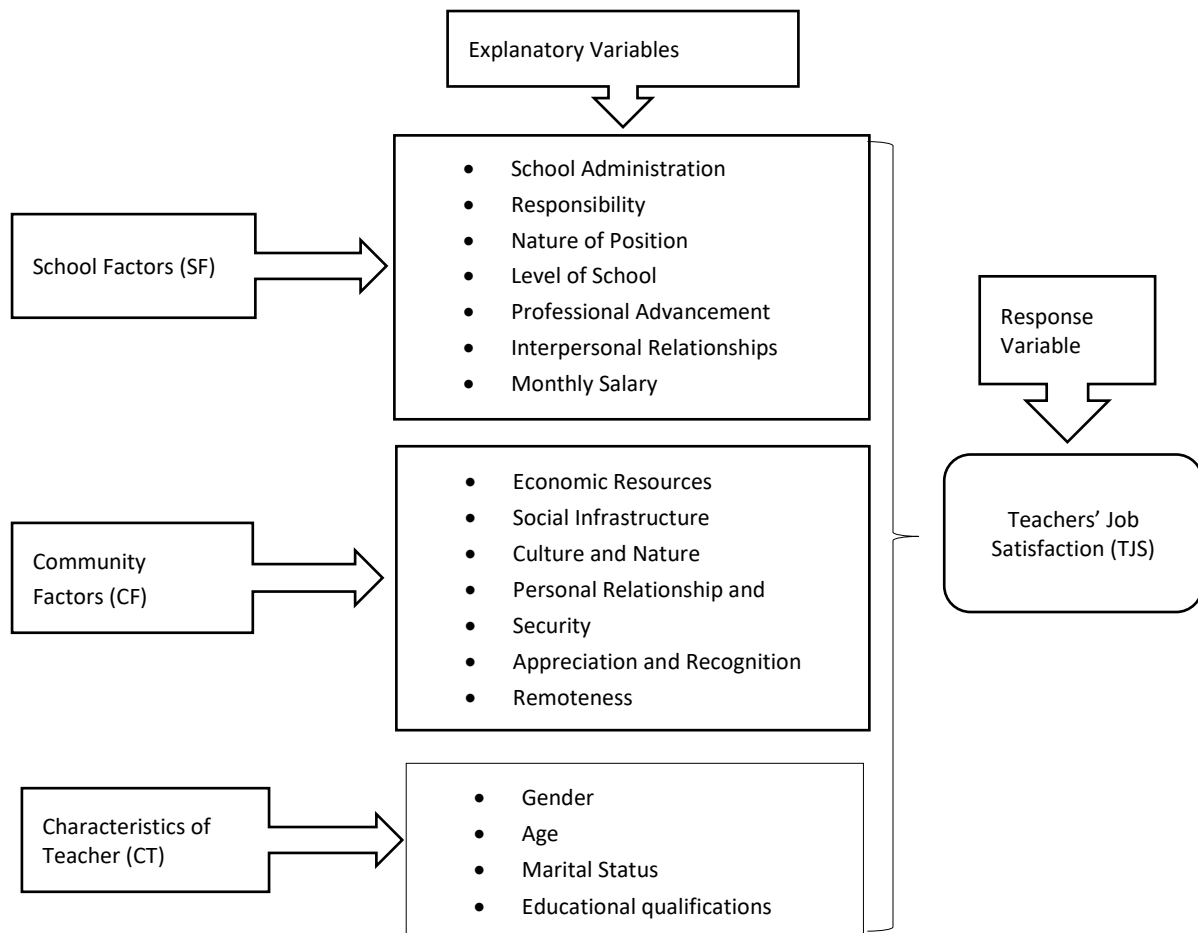 Explanatory Variables
School Factors (SF)
• School Administration
• Responsibility
• Nature of Position
• Level of School
• Professional Advancement
• Interpersonal Relationships
• Monthly Salary
Community
Factors (CF)
• Economic Resources
• Social Infrastructure
• Culture and Nature
• Personal Relationship and
• Security
• Appreciation and Recognition
• Remoteness
Characteristics of
Teacher (CT)
• Gender
• Age
• Marital Status
• Educational qualifications
Response
Variable
Teachers’ Job
Satisfaction (TJS)